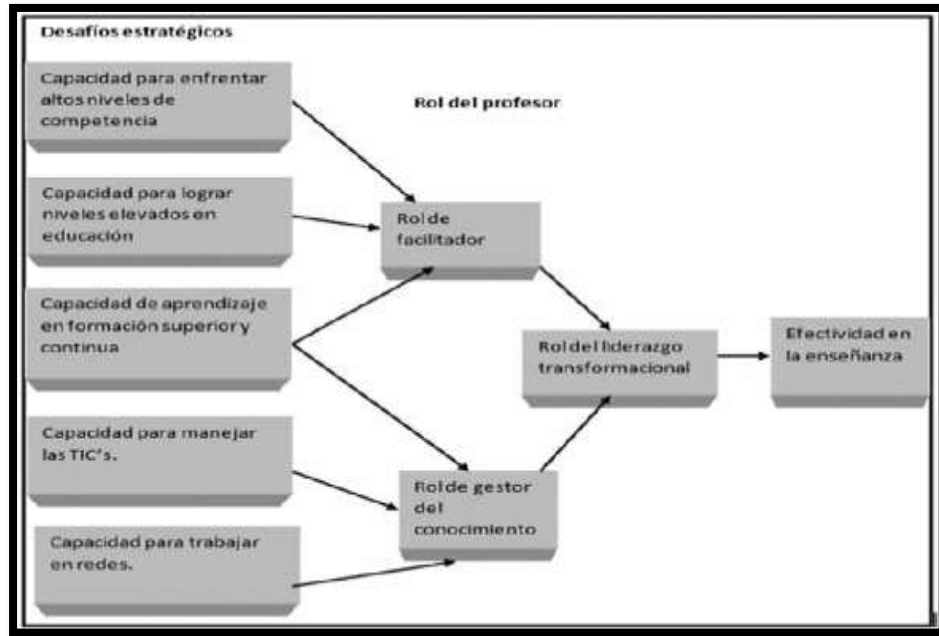 Desafíos estratégicos
Capacidad para enfrentar
altos niveles de
competencia
Rol del profesor
Capacidad para lograr
niveles elevados en
educación
Rol de
facilitador
Capacidad de aprendizaje
en formación superior y
continua
Rol del liderazgo
transformacional
Efectividad en
la enseñanza
Capacidad para manejar
las TIC's.
Rol de gestor
del
conocimiento
Capacidad para trabajar
en redes.